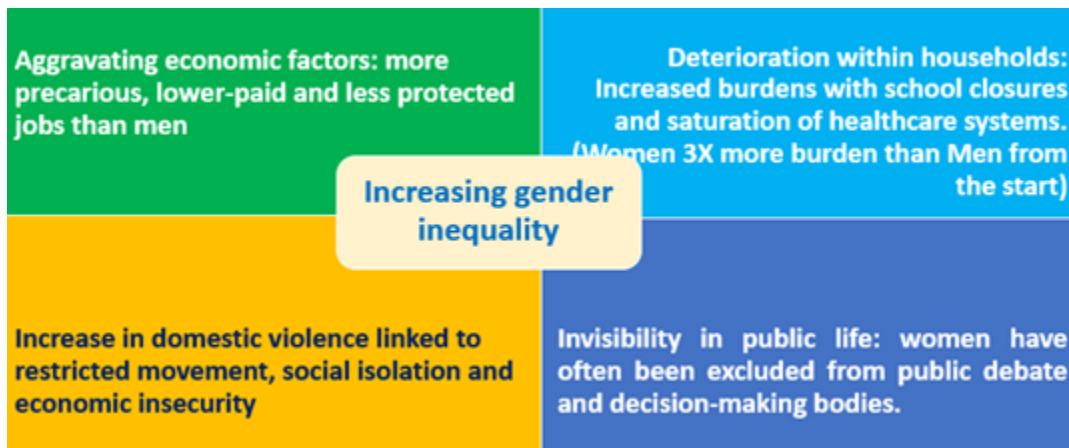 Aggravating economic factors: more
precarious, lower-paid and less protected
jobs than men
Deterioration within households:
Increased burdens with school closures
and saturation of healthcare systems.
(Women 3X more burden than Men from
the start)
Increasing gender
inequality
Increase in domestic violence linked to
restricted movement, social isolation and
economic insecurity
Invisibility in public life: women have
often been excluded from public debate
and decision-making bodies.